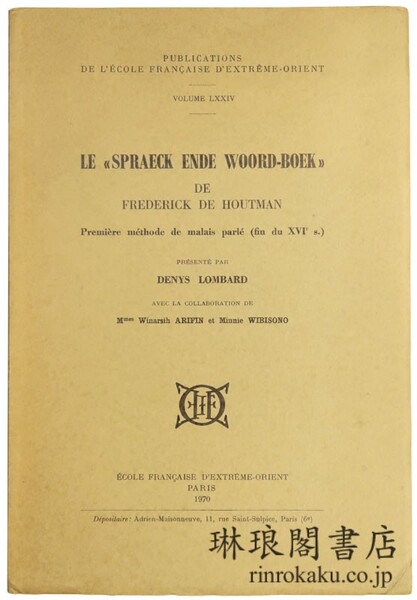 PUBLICATIONS
DE L'ÉCOLE FRANÇAISE D'EXTRÊME-ORIENT
VOLUME LXXIV
LE «SPRAECK ENDE WOORD-BOEK»
DE
FREDERICK DE HOUTMAN
Première méthode de malais parlé (fin du XVIe s.)
PRÉSENTÉ PAR
DENYS LOMBARD
AVEC LA COLLABORATION DE
Mmes Winarsih ARIFIN et Minnie WIBISONO
ÉCOLE FRANÇAISE D'EXTRÊME-ORIENT
PARIS
1970
Dépositaire : Adrien-Maisonneuve, 11, rue Saint-Sulpice, Paris (6e)
琳琅閣書店
rinrokaku.co.jp